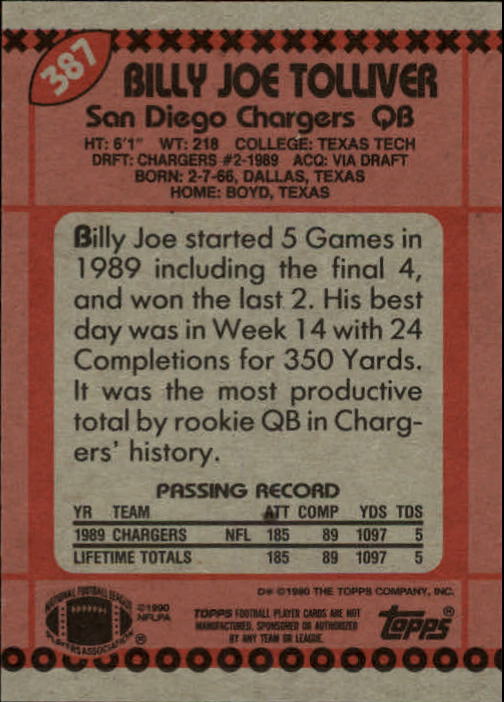 387
BILLY JOE TOLLIVER
San Diego Chargers QB
HT: 6'1" WT: 218 COLLEGE: TEXAS TECH
DRFT: CHARGERS #2-1989 ACQ: VIA DRAFT
BORN: 2-7-66, DALLAS, TEXAS
HOME: BOYD, TEXAS
Billy Joe started 5 Games in
1989 including the final 4,
and won the last 2. His best
day was in Week 14 with 24
Completions for 350 Yards.
It was the most productive
total by rookie QB in Charg-
ers' history.
PASSING RECORD
YR TEAM ATT COMP YDS TDS
1989 CHARGERS NFL 185 89 1097 5
LIFETIME TOTALS 185 89 1097 5
D* ©1990 THE TOPPS COMPANY, INC.
NATIONAL FOOTBALL LEAGUE
PLAYERS ASSOCIATION
®
©1990
NFLPA
TOPPS FOOTBALL PLAYER CARDS ARE NOT
MANUFACTURED, SPONSORED OR AUTHORIZED
BY ANY TEAM OR LEAGUE.
Topps®